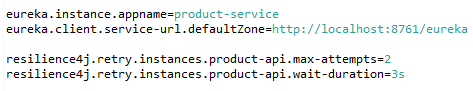 eureka.instance.appname=product-service
eureka.client.service-url.defaultZone=http://localhost:8761/eureka
resilience4j.retry.instances.product-api.max-attempts=2
resilience4j.retry.instances.product-api.wait-duration=3s